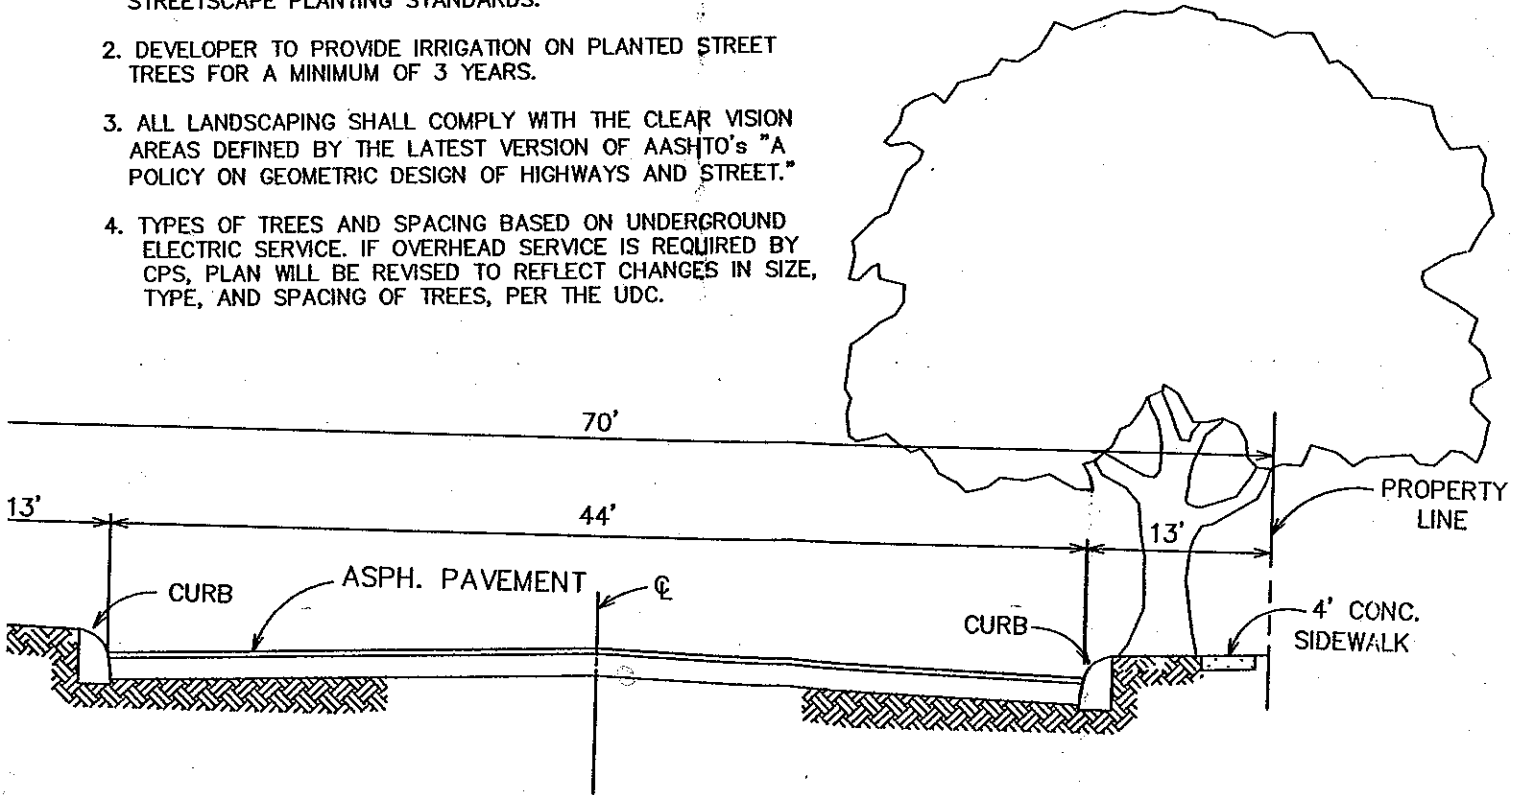 STREETSCAPE PLANTING STANDARDS.
2. DEVELOPER TO PROVIDE IRRIGATION ON PLANTED STREET
TREES FOR A MINIMUM OF 3 YEARS.
3. ALL LANDSCAPING SHALL COMPLY WITH THE CLEAR VISION
AREAS DEFINED BY THE LATEST VERSION OF AASHTO's "A
POLICY ON GEOMETRIC DESIGN OF HIGHWAYS AND STREET."
4. TYPES OF TREES AND SPACING BASED ON UNDERGROUND
ELECTRIC SERVICE. IF OVERHEAD SERVICE IS REQUIRED BY
CPS, PLAN WILL BE REVISED TO REFLECT CHANGES IN SIZE,
TYPE, AND SPACING OF TREES, PER THE UDC.
70'
13'
44'
13'
PROPERTY
LINE
CURB
ASPH. PAVEMENT
℄
CURB
4' CONC.
SIDEWALK